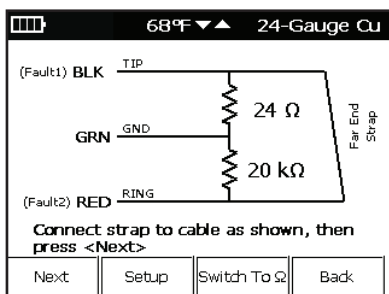 68°F ▼▲ 24-Gauge Cu
(Fault1) BLK TIP
24 Ω
GRN GND
Far End
Strap
20 kΩ
(Fault2) RED RING
Connect strap to cable as shown, then
press <Next>
Next Setup Switch To Ω Back